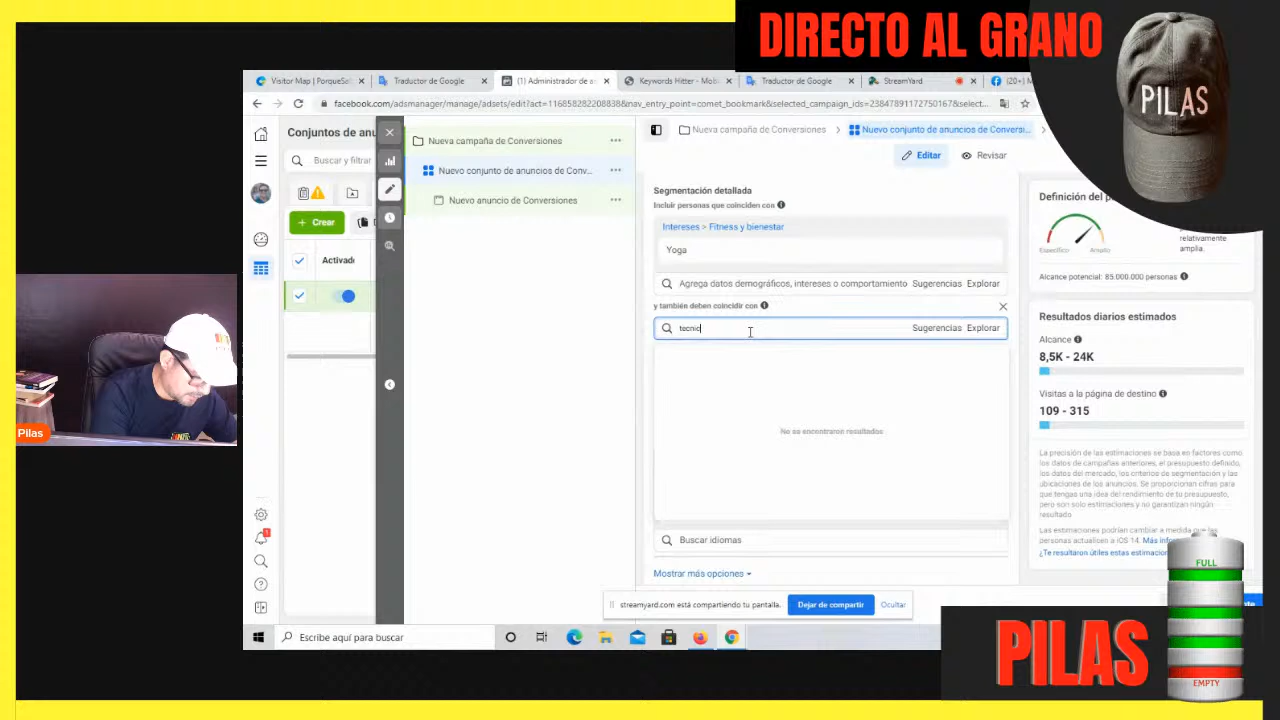 DIRECTO AL GRANO
PILAS
Visitor Map | PorqueSal
Traductor de Google
(1) Administrador de a
Keywords Hitter - Mobi
Traductor de Google
StreamYard
(20+) M
facebook.com/adsmanager/manage/adsets/edit?act=116858282208838&nav_entry_point=comet_bookmark&selected_campaign_ids=23847891172750167&select...
Conjuntos de anu
Nueva campaña de Conversiones
Nueva campaña de Conversiones
Nuevo conjunto de anuncios de Conversi...
Buscar y filtrar
Nuevo conjunto de anuncios de Conv...
Editar
Revisar
Nuevo anuncio de Conversiones
+ Crear
Activado
Segmentación detallada
Incluir personas que coinciden con
Intereses > Fitness y bienestar
Yoga
Agrega datos demográficos, intereses o comportamiento
Sugerencias
Explorar
y también deben coincidir con
tecnic
Sugerencias
Explorar
No se encontraron resultados
Buscar idiomas
Mostrar más opciones
Definición del p
Específico
Amplio
relativamente
amplia.
Alcance potencial: 85.000.000 personas
Resultados diarios estimados
Alcance
8,5K - 24K
Visitas a la página de destino
109 - 315
La precisión de las estimaciones se basa en factores como
los datos de campañas anteriores, el presupuesto definido,
los datos del mercado, los criterios de segmentación y las
ubicaciones de los anuncios. Se proporcionan cifras para
que tengas una idea del rendimiento de tu presupuesto,
pero son solo estimaciones y no garantizan ningún
resultado.
Las estimaciones podrían cambiar a medida que las
personas actualicen a iOS 14. Más info
¿Te resultaron útiles estas estimacion
streamyard.com está compartiendo tu pantalla.
Dejar de compartir
Ocultar
Escribe aquí para buscar
Pilas
PILAS
FULL
EMPTY